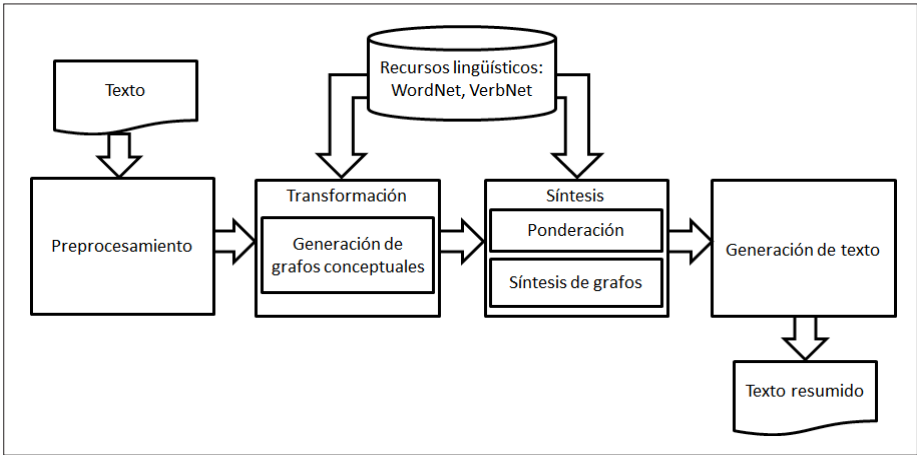 Texto
Recursos lingüísticos:
WordNet, VerbNet
Preprocesamiento
Transformación
Generación de
grafos conceptuales
Síntesis
Ponderación
Síntesis de grafos
Generación de texto
Texto resumido